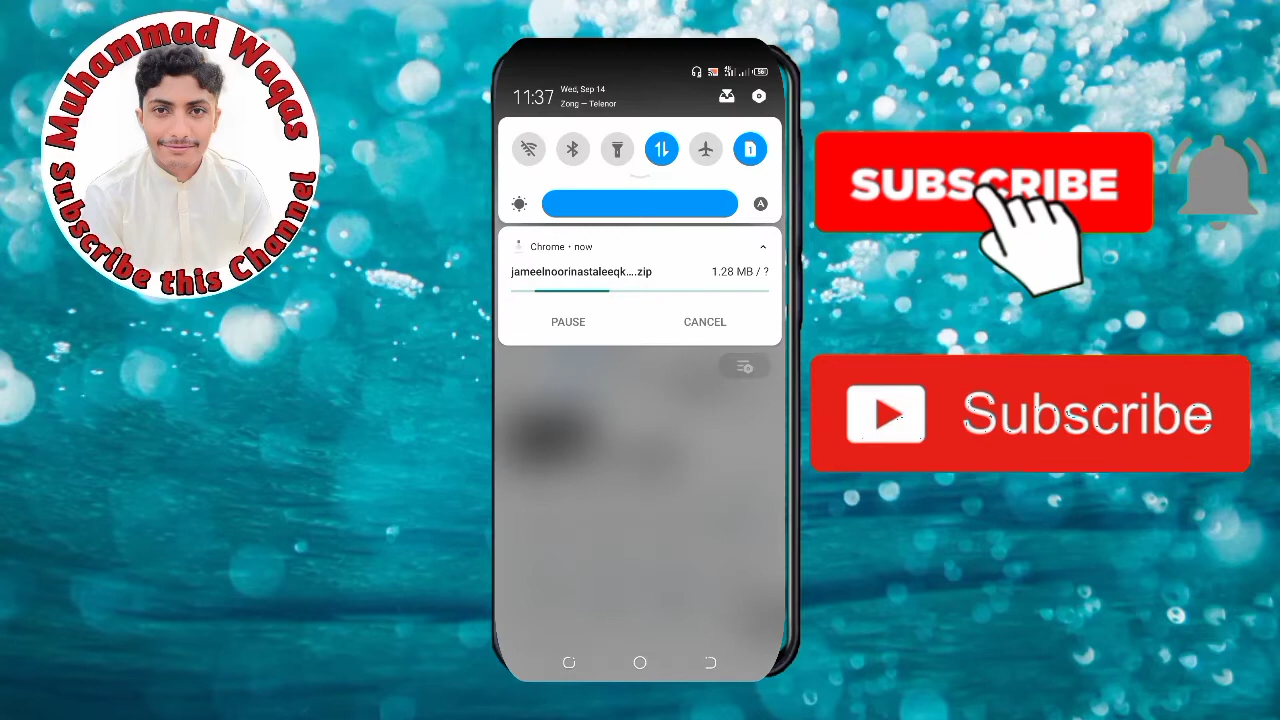 Muhammad Waqas
Subscribe this Channel
11:37
Wed, Sep 14
Zong — Telenor
Chrome • now
jameelnoorinastaleeqk....zip
1.28 MB / ?
PAUSE
CANCEL
SUBSCRIBE
Subscribe